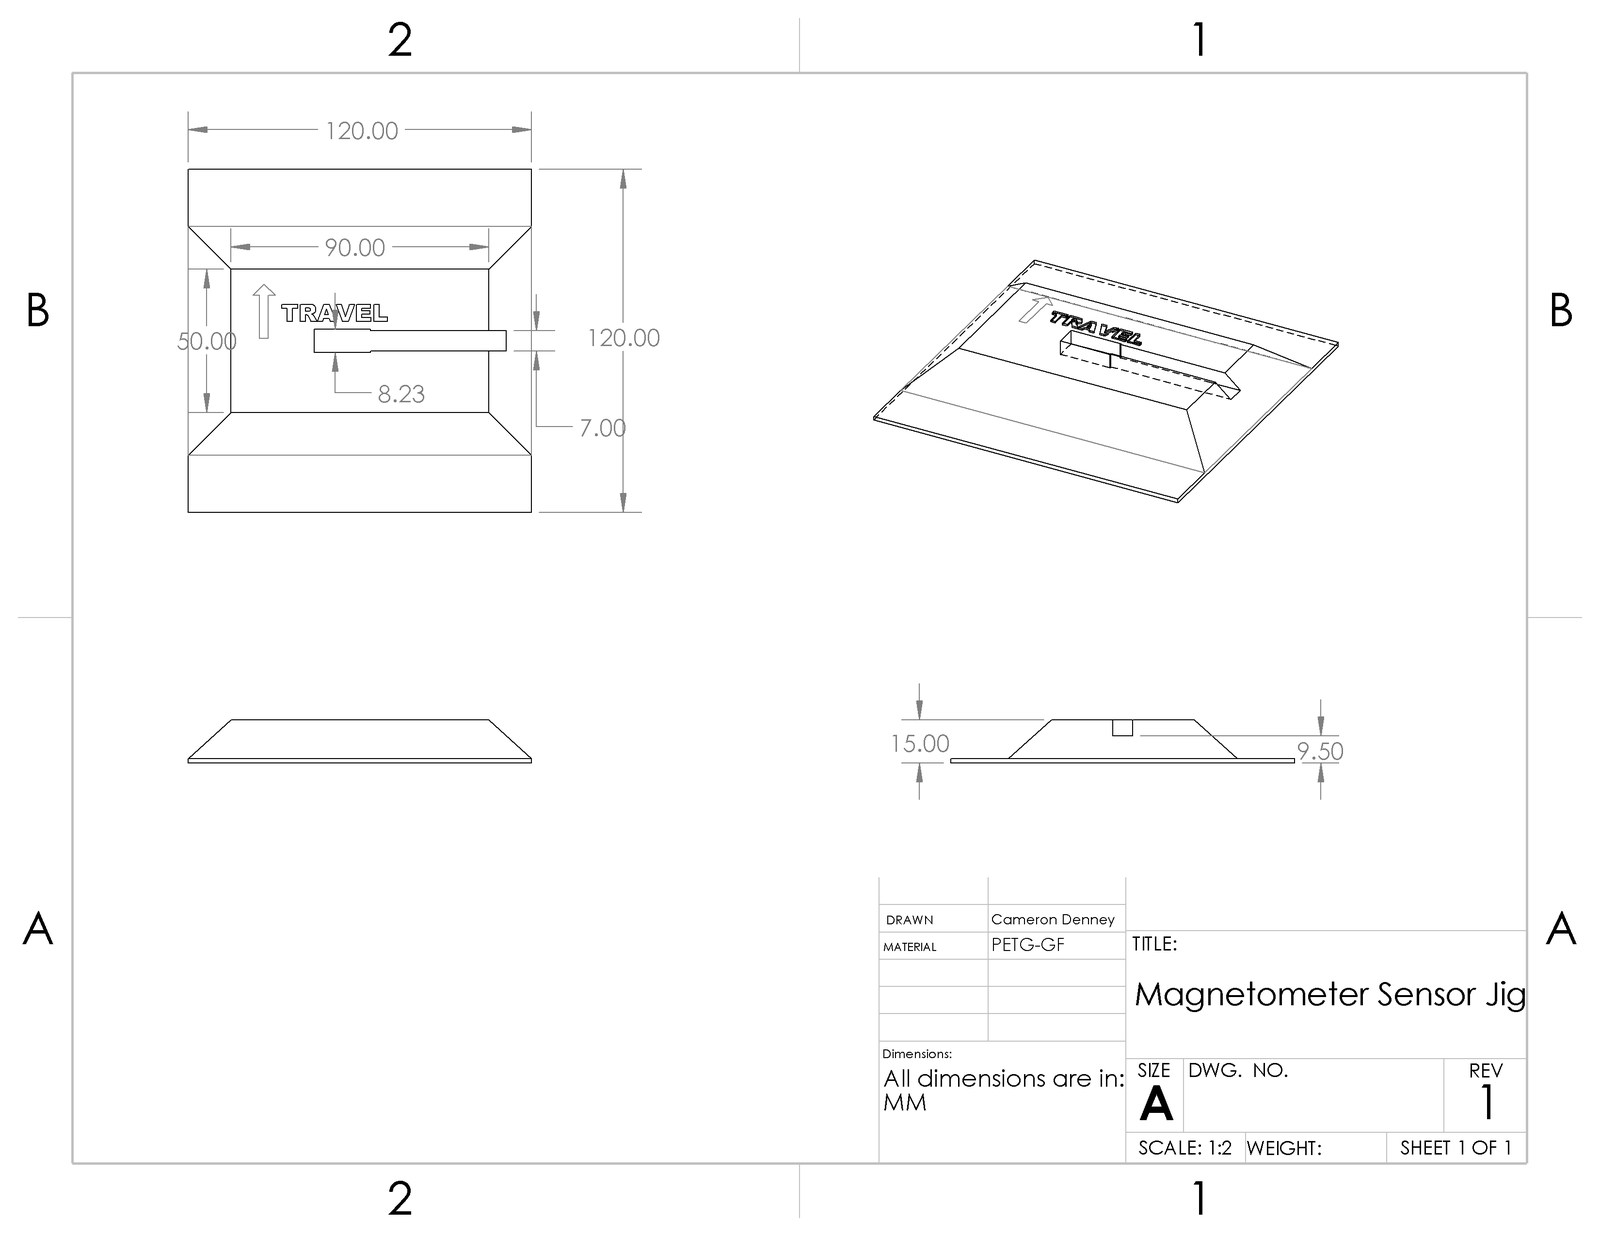 2
1
120.00
90.00
B
B
TRAVEL
TRAVEL
50.00
120.00
8.23
7.00
15.00
9.50
A
A
DRAWN Cameron Denney
MATERIAL PETG-GF
TITLE:
Magnetometer Sensor Jig
Dimensions:
All dimensions are in:
MM
SIZE DWG. NO. REV
A 1
SCALE: 1:2 WEIGHT: SHEET 1 OF 1
2
1